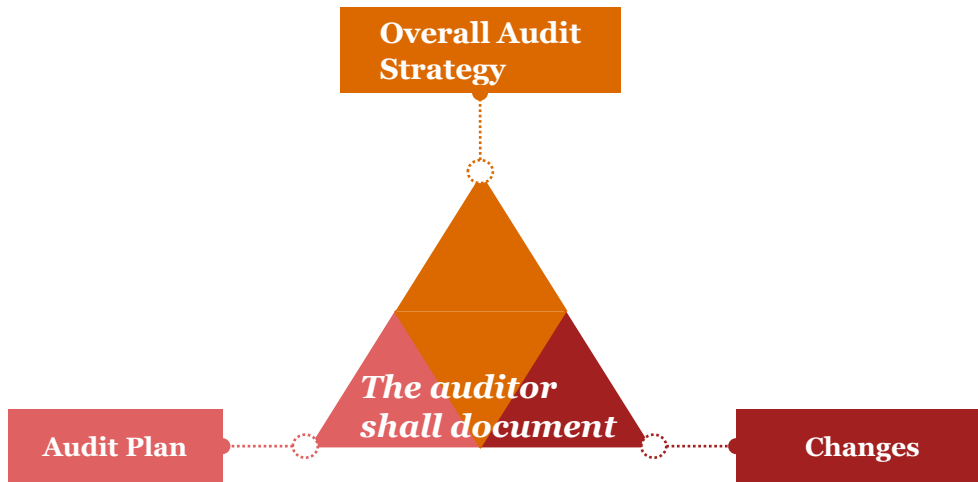 Overall Audit
Strategy
The auditor
shall document
Audit Plan
Changes